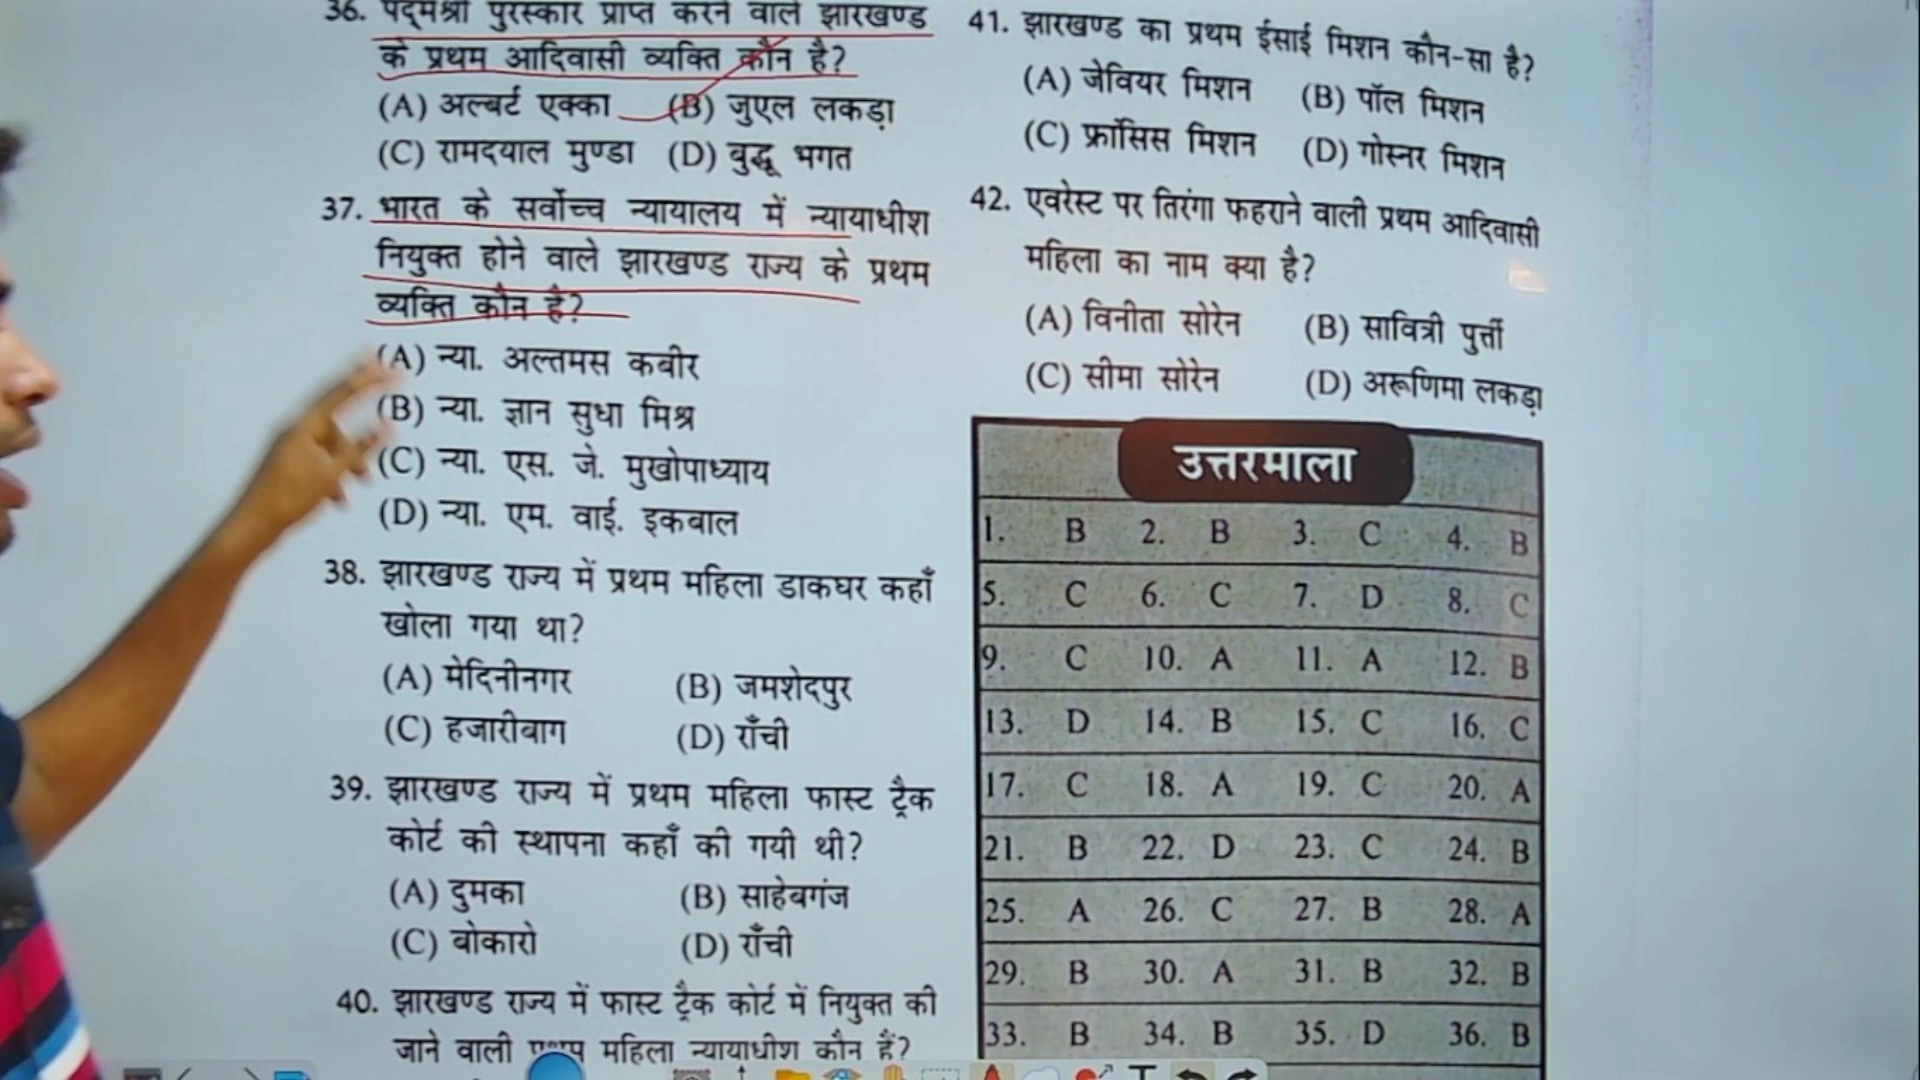 36. पद्मश्री पुरस्कार प्राप्त करने वाले झारखण्ड
के प्रथम आदिवासी व्यक्ति कौन है?
(A) अल्बर्ट एक्का (B) जुएल लकड़ा
(C) रामदयाल मुण्डा (D) बुद्धू भगत
37. भारत के सर्वोच्च न्यायालय में न्यायाधीश
नियुक्त होने वाले झारखण्ड राज्य के प्रथम
व्यक्ति कौन है?
(A) न्या. अल्तमस कबीर
(B) न्या. ज्ञान सुधा मिश्र
(C) न्या. एस. जे. मुखोपाध्याय
(D) न्या. एम. वाई. इकबाल
38. झारखण्ड राज्य में प्रथम महिला डाकघर कहाँ
खोला गया था?
(A) मेदिनीनगर (B) जमशेदपुर
(C) हजारीबाग (D) राँची
39. झारखण्ड राज्य में प्रथम महिला फास्ट ट्रैक
कोर्ट की स्थापना कहाँ की गयी थी?
(A) दुमका (B) साहेबगंज
(C) बोकारो (D) राँची
40. झारखण्ड राज्य में फास्ट ट्रैक कोर्ट में नियुक्त की
जाने वाली प्रथम महिला न्यायाधीश कौन हैं?
41. झारखण्ड का प्रथम ईसाई मिशन कौन-सा है?
(A) जेवियर मिशन (B) पॉल मिशन
(C) फ्रांसिस मिशन (D) गोस्नर मिशन
42. एवरेस्ट पर तिरंगा फहराने वाली प्रथम आदिवासी
महिला का नाम क्या है?
(A) विनीता सोरेन (B) सावित्री पुर्त्ती
(C) सीमा सोरेन (D) अरूणिमा लकड़ा
उत्तरमाला
1. B 2. B 3. C 4. B
5. C 6. C 7. D 8. C
9. C 10. A 11. A 12. B
13. D 14. B 15. C 16. C
17. C 18. A 19. C 20. A
21. B 22. D 23. C 24. B
25. A 26. C 27. B 28. A
29. B 30. A 31. B 32. B
33. B 34. B 35. D 36. B